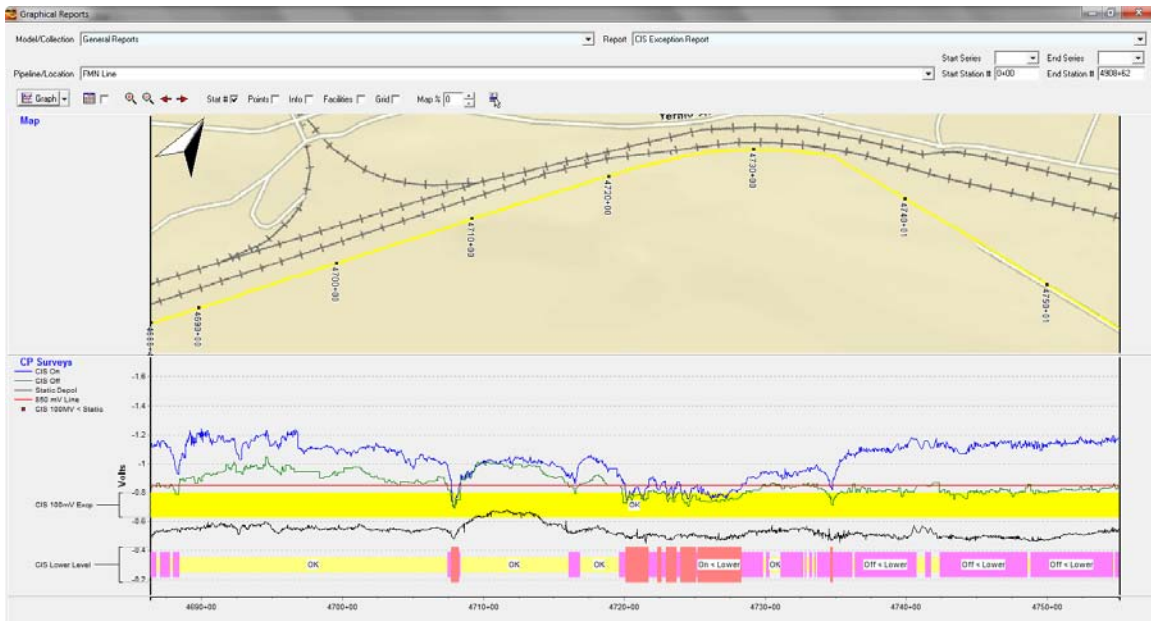 Graphical Reports
Model/Collection General Reports Report CIS Exception Report
Start Series End Series
Pipeline/Location FMN Line Start Station # 0+00 End Station # 4908+62
Graph Stat # Points Info Facilities Grid Map % 0
Map
4690+00
4700+00
4710+00
4720+00
4730+00
4740+01
4750+01
CP Surveys
CIS On
CIS Off
Static Depol
850 mV Line
CIS 100MV < Static
Volts
-1.6
-1.4
-1.2
-1
-0.8
-0.6
-0.4
-0.2
CIS 100mV Excp
OK
CIS Lower Level
OK
OK
OK
On < Lower
OK
Off < Lower
Off < Lower
Off < Lower
4690+00 4700+00 4710+00 4720+00 4730+00 4740+00 4750+00